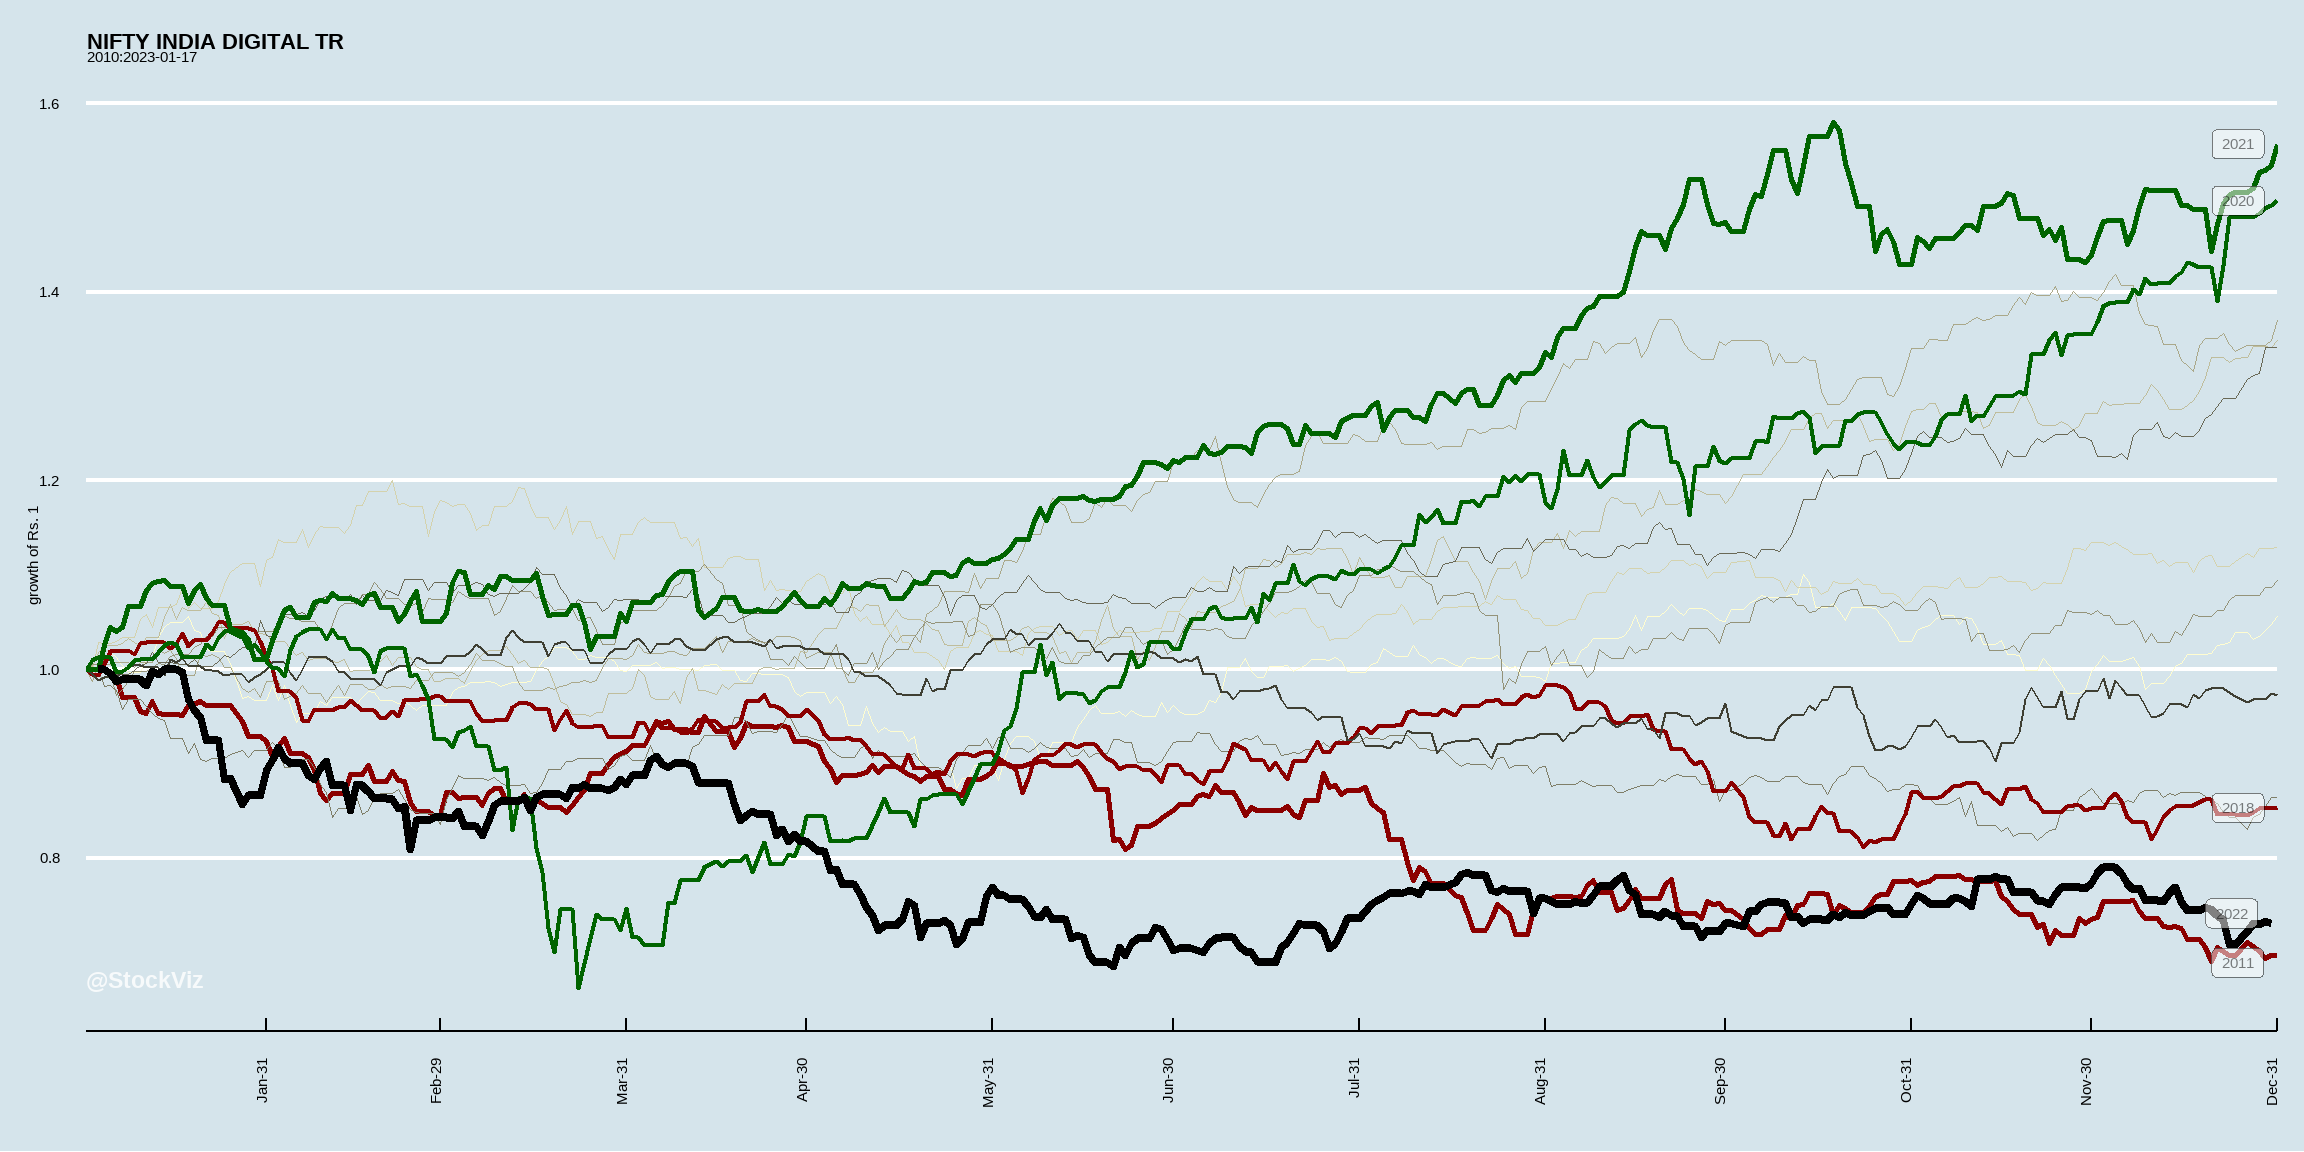 NIFTY INDIA DIGITAL TR
2010:2023-01-17
growth of Rs. 1
1.6
1.4
1.2
1.0
0.8
2021
2020
2018
2022
2011
@StockViz
Jan-31
Feb-29
Mar-31
Apr-30
May-31
Jun-30
Jul-31
Aug-31
Sep-30
Oct-31
Nov-30
Dec-31